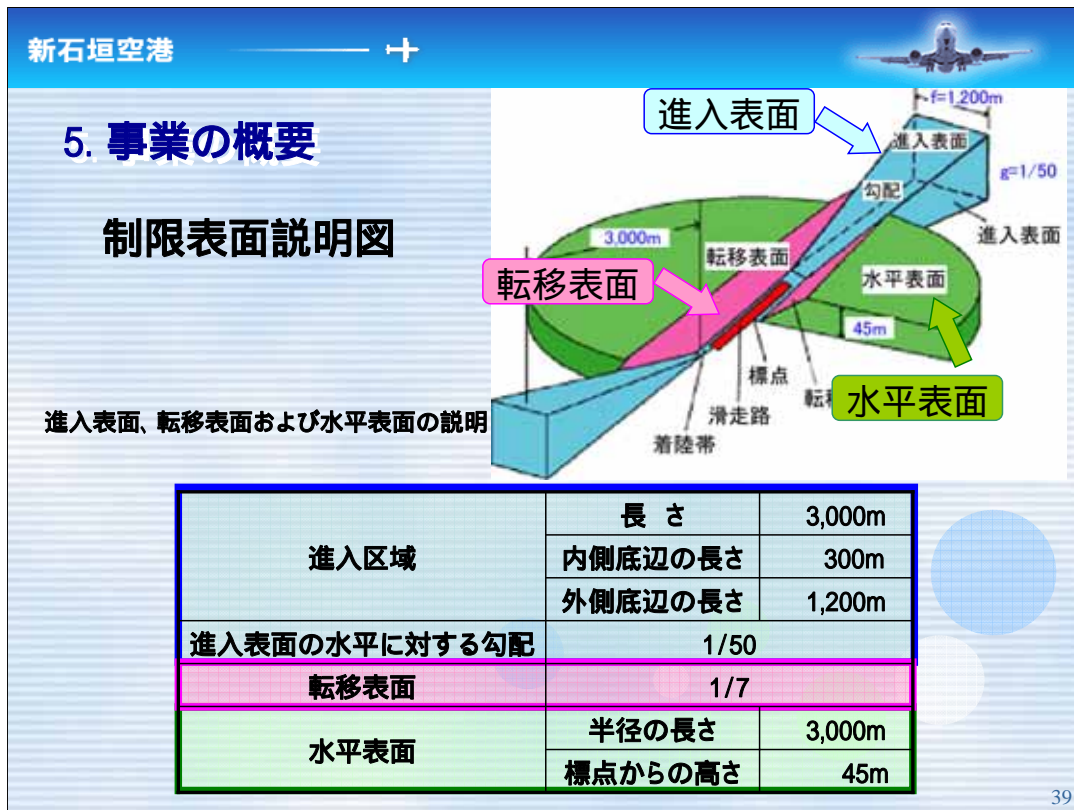 新石垣空港
5. 事業の概要
制限表面説明図
進入表面、転移表面および水平表面の説明
進入表面
転移表面
水平表面
f=1,200m
進入表面
g=1/50
勾配
進入表面
3,000m
転移表面
水平表面
45m
標点
滑走路
着陸帯
進入区域
長 さ 3,000m
内側底辺の長さ 300m
外側底辺の長さ 1,200m
進入表面の水平に対する勾配 1/50
転移表面 1/7
水平表面
半径の長さ 3,000m
標点からの高さ 45m
39